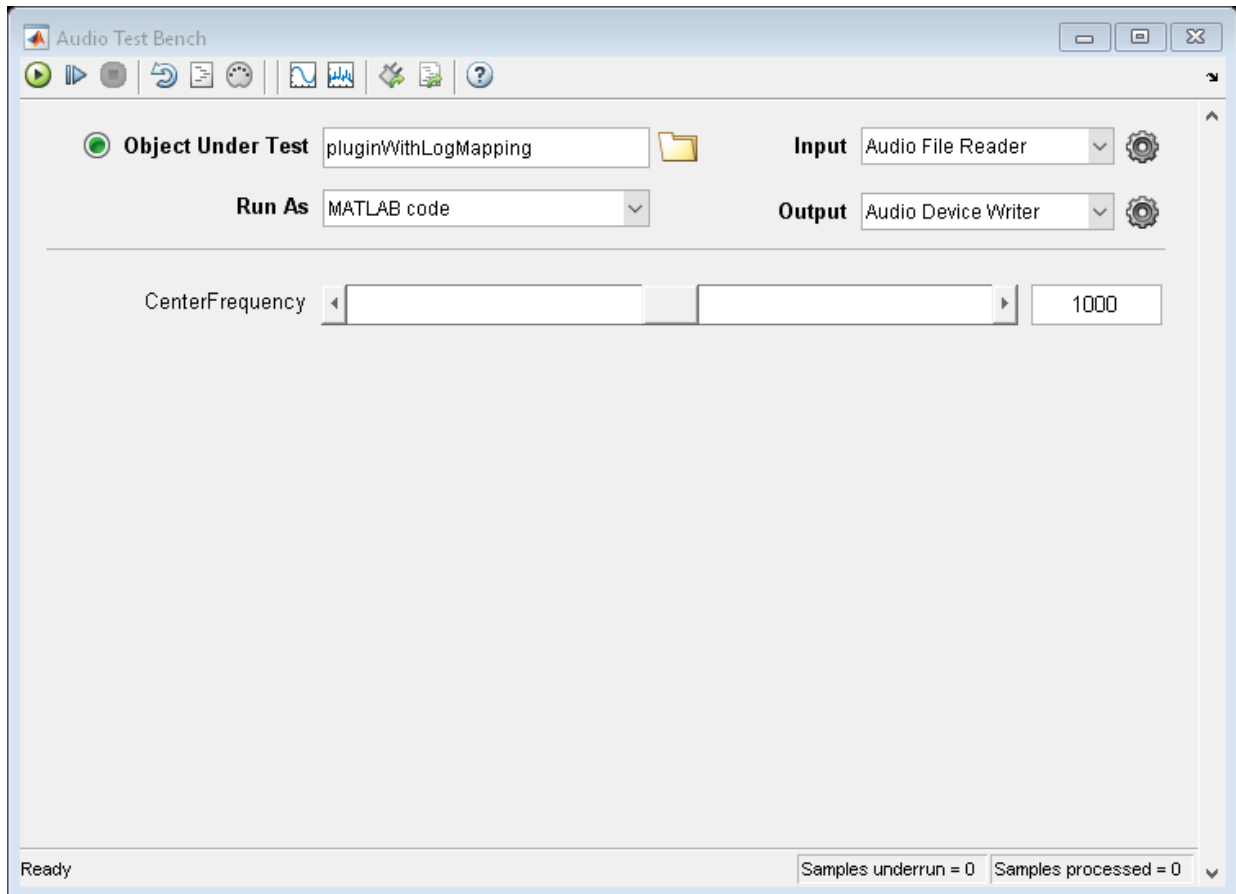 Audio Test Bench
Object Under Test pluginWithLogMapping Input Audio File Reader
Run As MATLAB code Output Audio Device Writer
CenterFrequency 1000
Ready Samples underrun = 0 Samples processed = 0